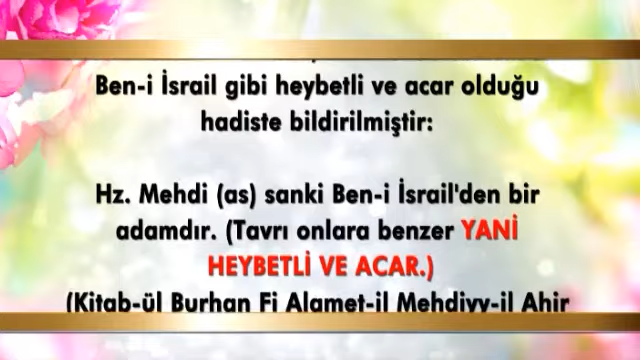 Ben-i İsrail gibi heybetli ve acar olduğu
hadiste bildirilmiştir:
Hz. Mehdi (as) sanki Ben-i İsrail'den bir
adamdır. (Tavrı onlara benzer YANİ
HEYBETLİ VE ACAR.)
(Kitab-ül Burhan Fi Alamet-il Mehdiyy-il Ahir